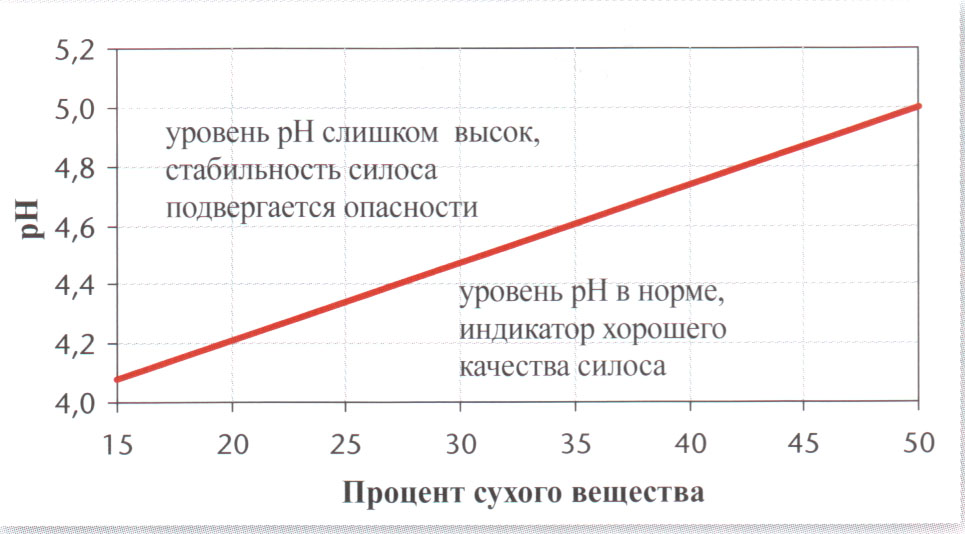 5,2
5,0
4,8
4,6
4,4
4,2
4,0
pH
уровень pH слишком высок,
стабильность силоса
подвергается опасности
уровень pH в норме,
индикатор хорошего
качества силоса
15 20 25 30 35 40 45 50
Процент сухого вещества